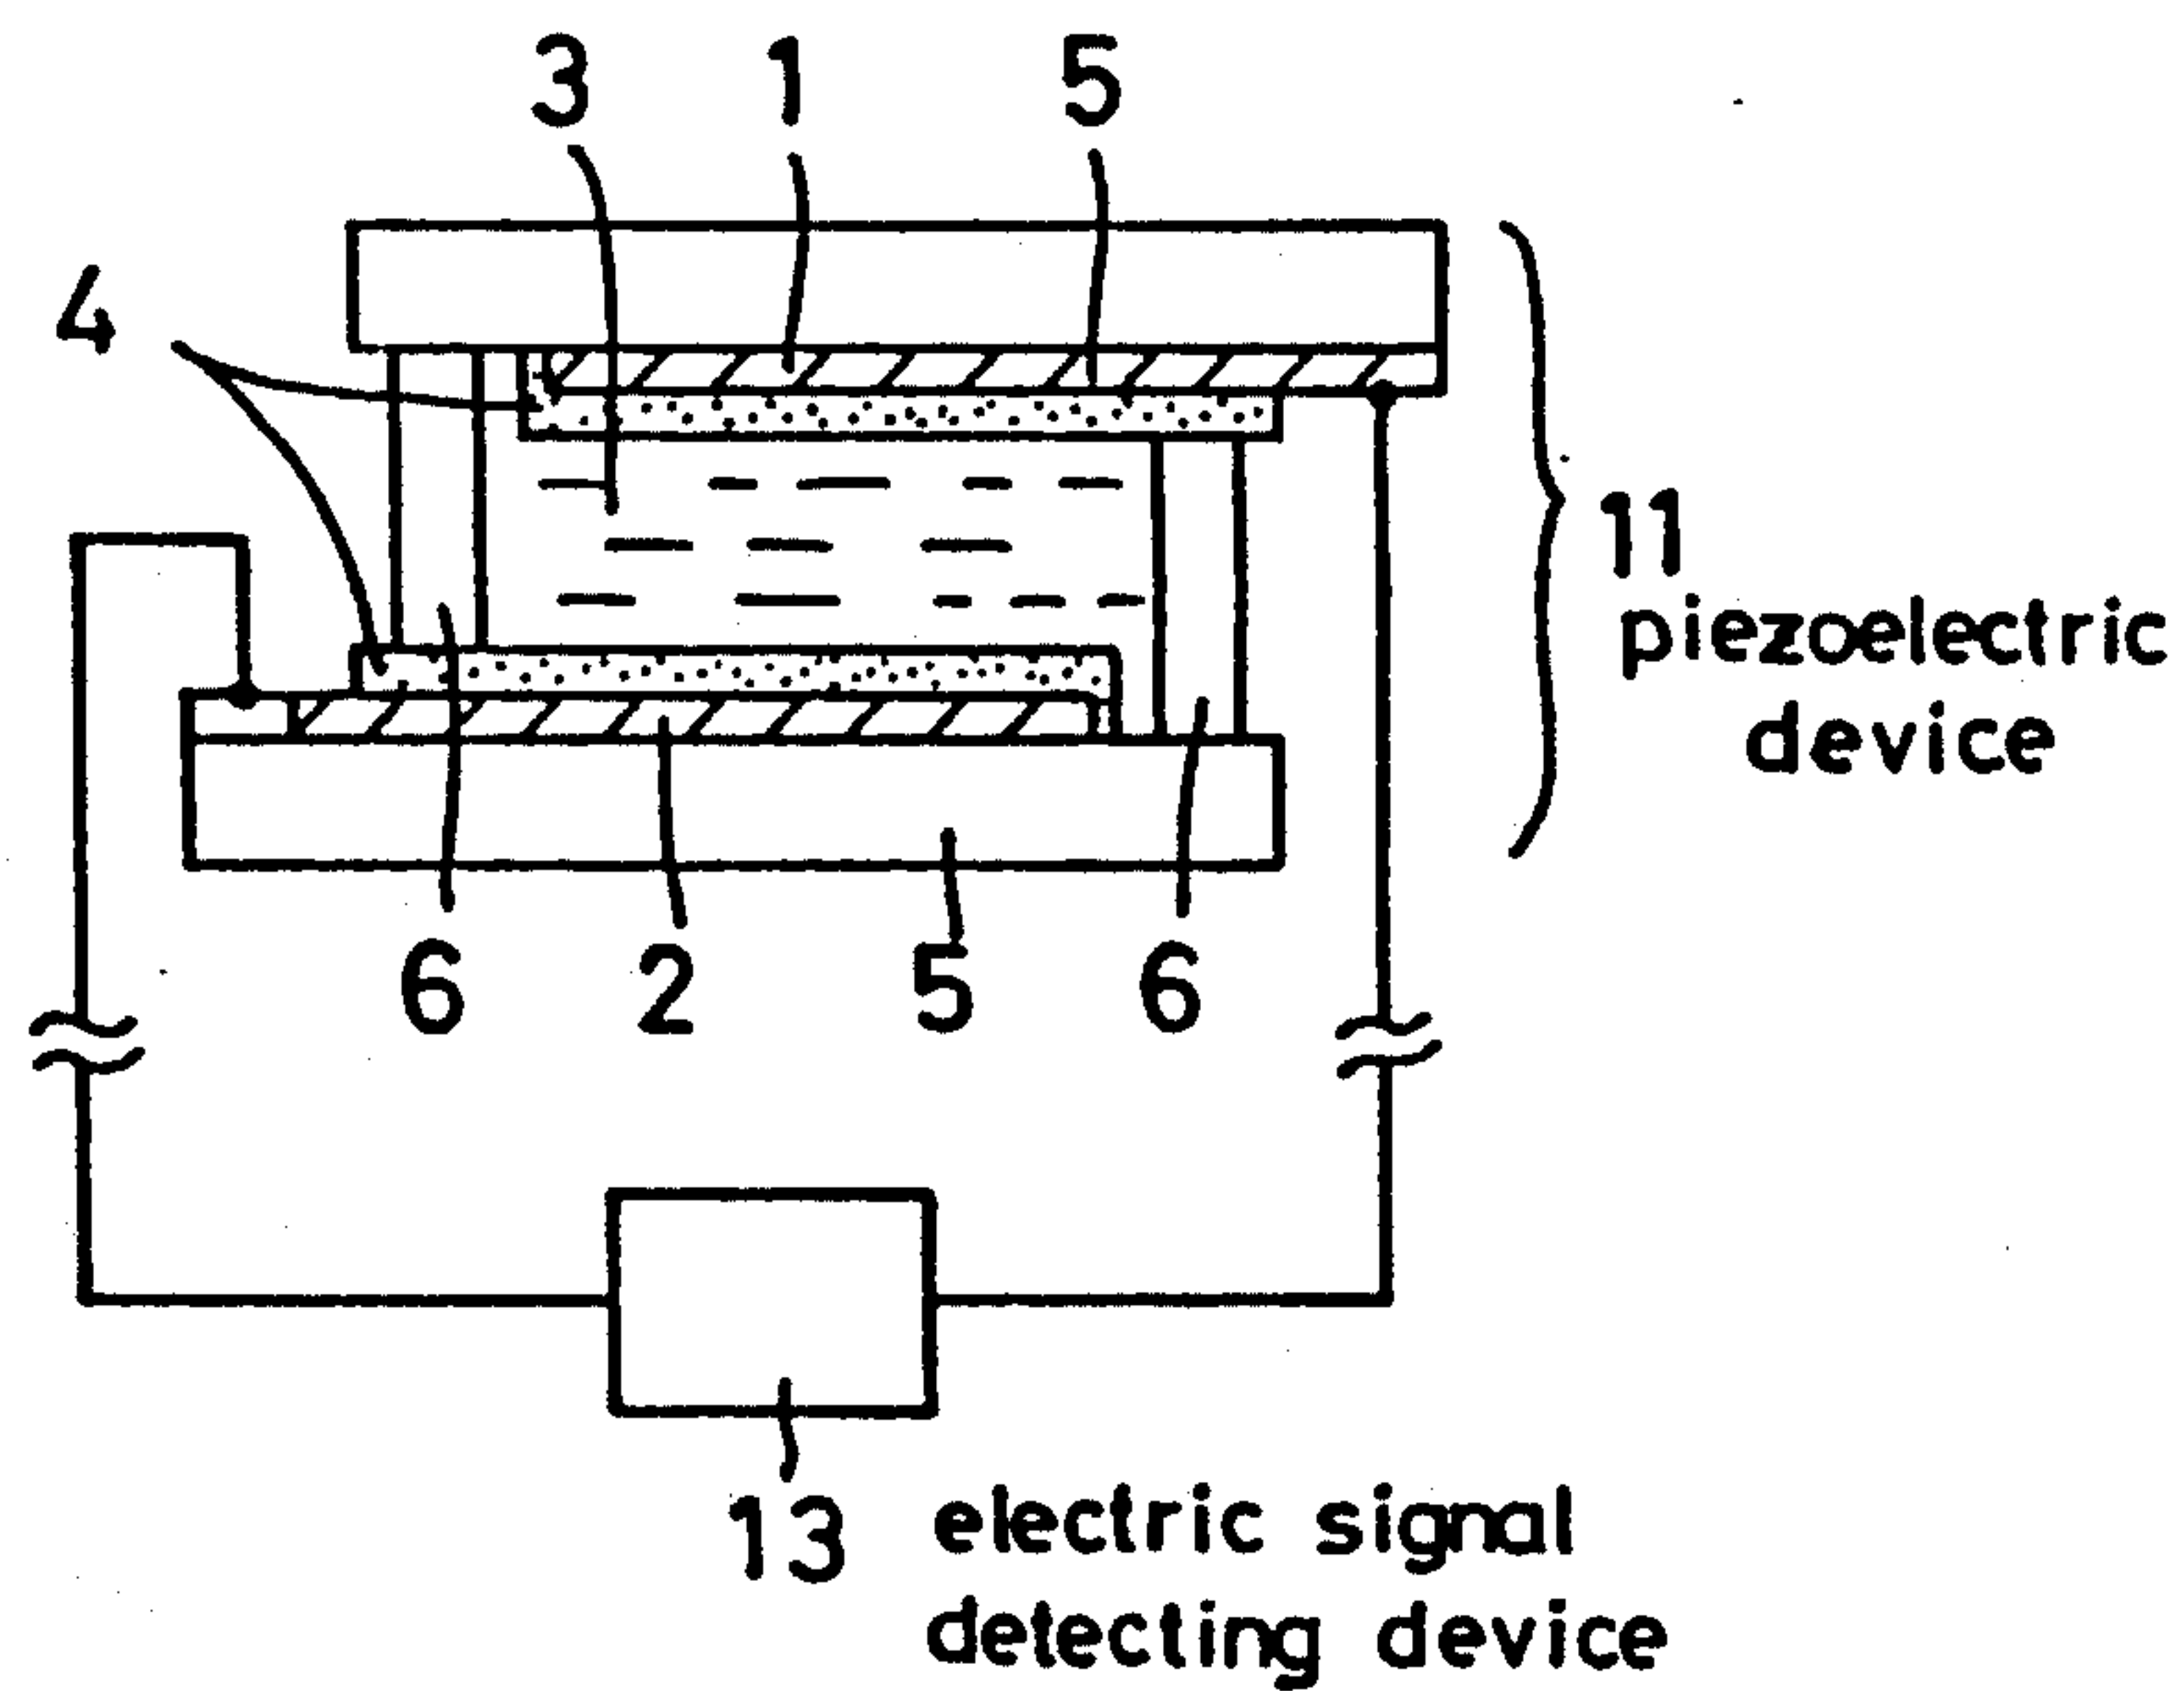 3 1 5
4
11
piezoelectric
device
6 2 5 6
13 electric signal
detecting device